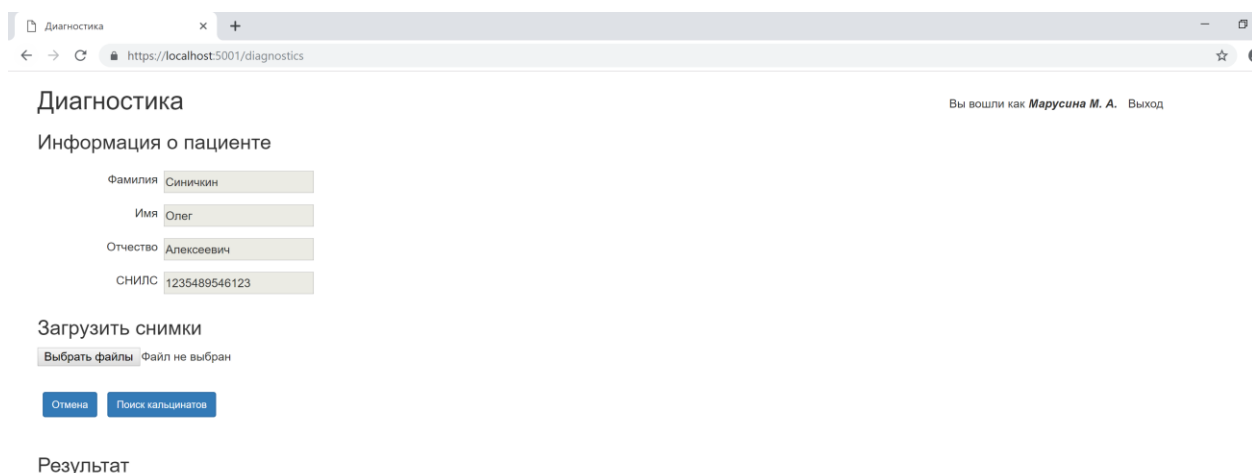 Диагностика
https://localhost:5001/diagnostics
Диагностика
Вы вошли как Марусина М. А. Выход
Информация о пациенте
Фамилия Синичкин
Имя Олег
Отчество Алексеевич
СНИЛС 1235489546123
Загрузить снимки
Выбрать файлы Файл не выбран
Отмена Поиск кальцинатов
Результат